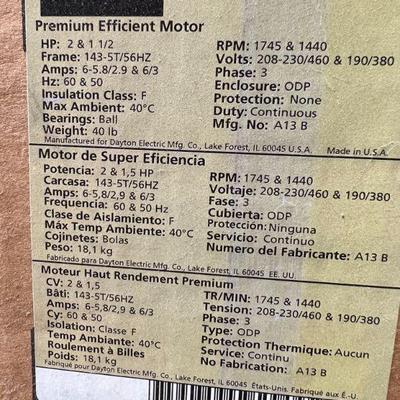 Premium Efficient Motor
HP: 2 & 1 1/2
Frame: 143-5T/56HZ
Amps: 6-5.8/2.9 & 6/3
Hz: 60 & 50
Insulation Class: F
Max Ambient: 40°C
Bearings: Ball
Weight: 40 lb
RPM: 1745 & 1440
Volts: 208-230/460 & 190/380
Phase: 3
Enclosure: ODP
Protection: None
Duty: Continuous
Mfg. No: A13 B
Manufactured for Dayton Electric Mfg. Co., Lake Forest, IL 60045 U.S.A. Made in U.S.A.
Motor de Super Eficiencia
Potencia: 2 & 1,5 HP
Carcasa: 143-5T/56HZ
Amps: 6-5,8/2,9 & 6/3
Frequencia: 60 & 50 Hz
Clase de Aislamiento: F
Máx Temp Ambiente: 40°C
Cojinetes: Bolas
Peso: 18,1 kg
RPM: 1745 & 1440
Voltaje: 208-230/460 & 190/380
Fase: 3
Cubierta: ODP
Protección: Ninguna
Servicio: Continuo
Numero del Fabricante: A13 B
Fabricado para Dayton Electric Mfg. Co., Lake Forest, IL 60045 EE. UU.
Moteur Haut Rendement Premium
CV: 2 & 1,5
Bâti: 143-5T/56HZ
Amps: 6-5,8/2,9 & 6/3
Cy: 60 & 50
Isolation: Classe F
Temp Ambiante: 40°C
Roulement à Billes
Poids: 18,1 kg
TR/MIN: 1745 & 1440
Tension: 208-230/460 & 190/380
Phase: 3
Type: ODP
Protection Thermique: Aucun
Service: Continu
No Fabrication: A13 B
Fabriqué pour Dayton Electric Mfg. Co., Lake Forest, IL 60045 États-Unis. Fabriqué aux É.-U.